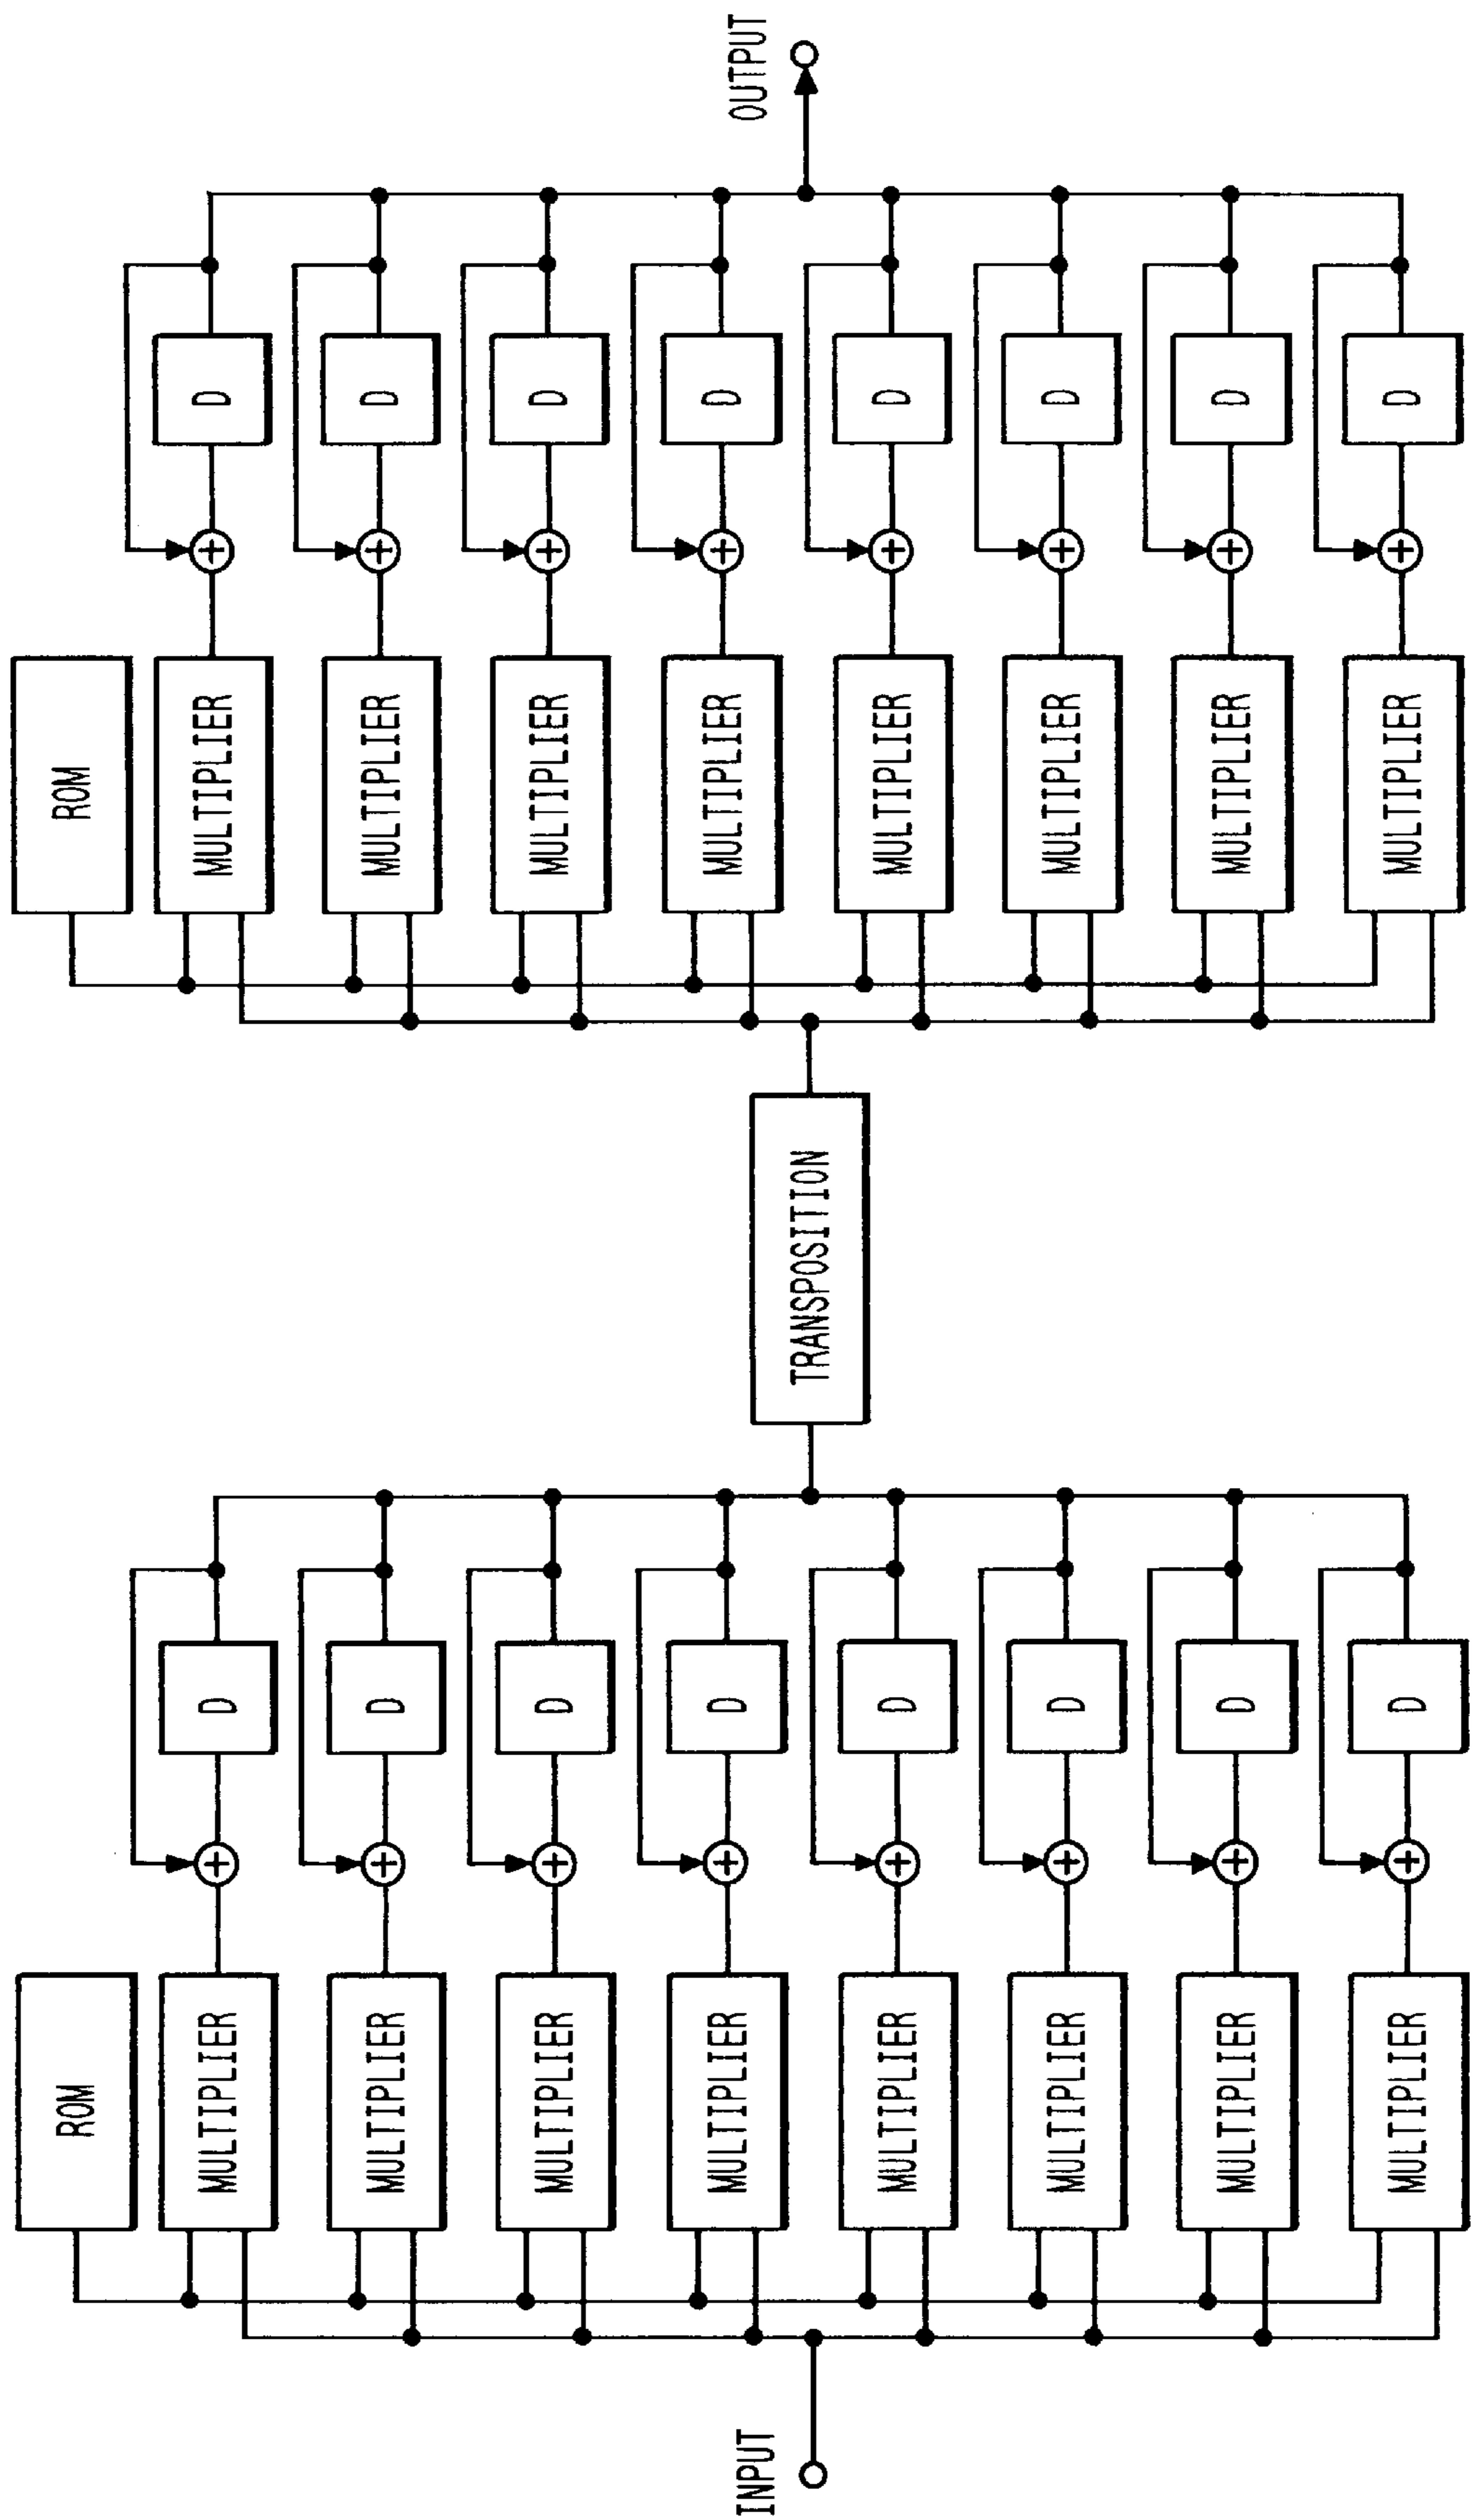 ROM
ROM
MULTIPLIER
+
D
MULTIPLIER
+
D
MULTIPLIER
+
D
MULTIPLIER
+
D
MULTIPLIER
+
D
MULTIPLIER
+
D
MULTIPLIER
+
D
MULTIPLIER
+
D
INPUT
TRANSPOSITION
OUTPUT
MULTIPLIER
+
D
MULTIPLIER
+
D
MULTIPLIER
+
D
MULTIPLIER
+
D
MULTIPLIER
+
D
MULTIPLIER
+
D
MULTIPLIER
+
D
MULTIPLIER
+
D